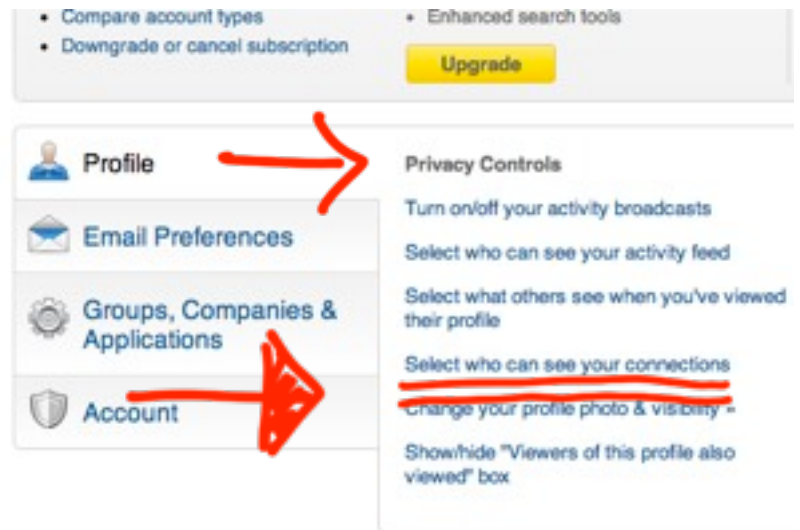 Compare account types
Downgrade or cancel subscription
Enhanced search tools
Upgrade
Profile
Email Preferences
Groups, Companies &
Applications
Account
Privacy Controls
Turn on/off your activity broadcasts
Select who can see your activity feed
Select what others see when you've viewed
their profile
Select who can see your connections
Change your profile photo & visibility »
Show/hide "Viewers of this profile also
viewed" box